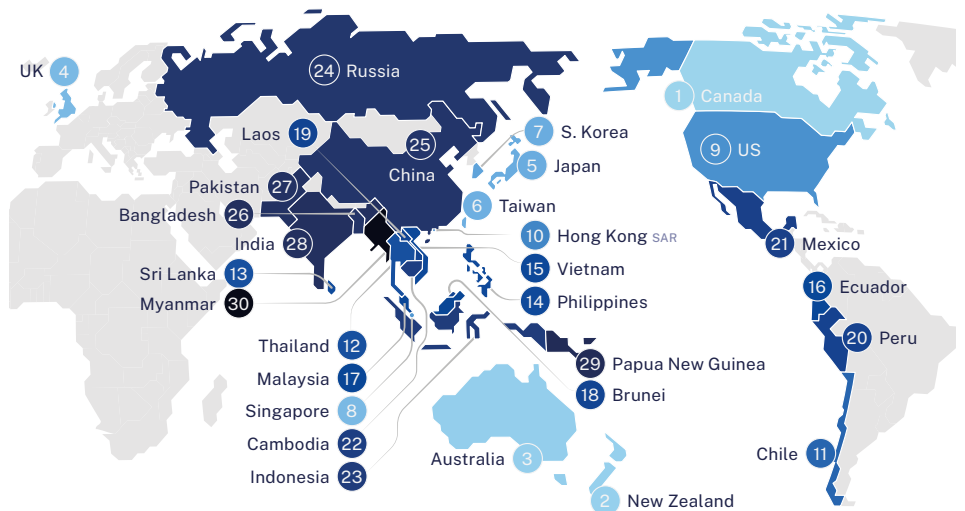 UK 4
24 Russia
1 Canada
Laos 19
7 S. Korea
25
China
9 US
5 Japan
Pakistan 27
Bangladesh 26
6 Taiwan
India 28
10 Hong Kong SAR
21 Mexico
Sri Lanka 13
15 Vietnam
16 Ecuador
Myanmar 30
14 Philippines
20 Peru
Thailand 12
29 Papua New Guinea
Malaysia 17
18 Brunei
Singapore 8
Cambodia 22
Australia 3
Chile 11
Indonesia 23
2 New Zealand